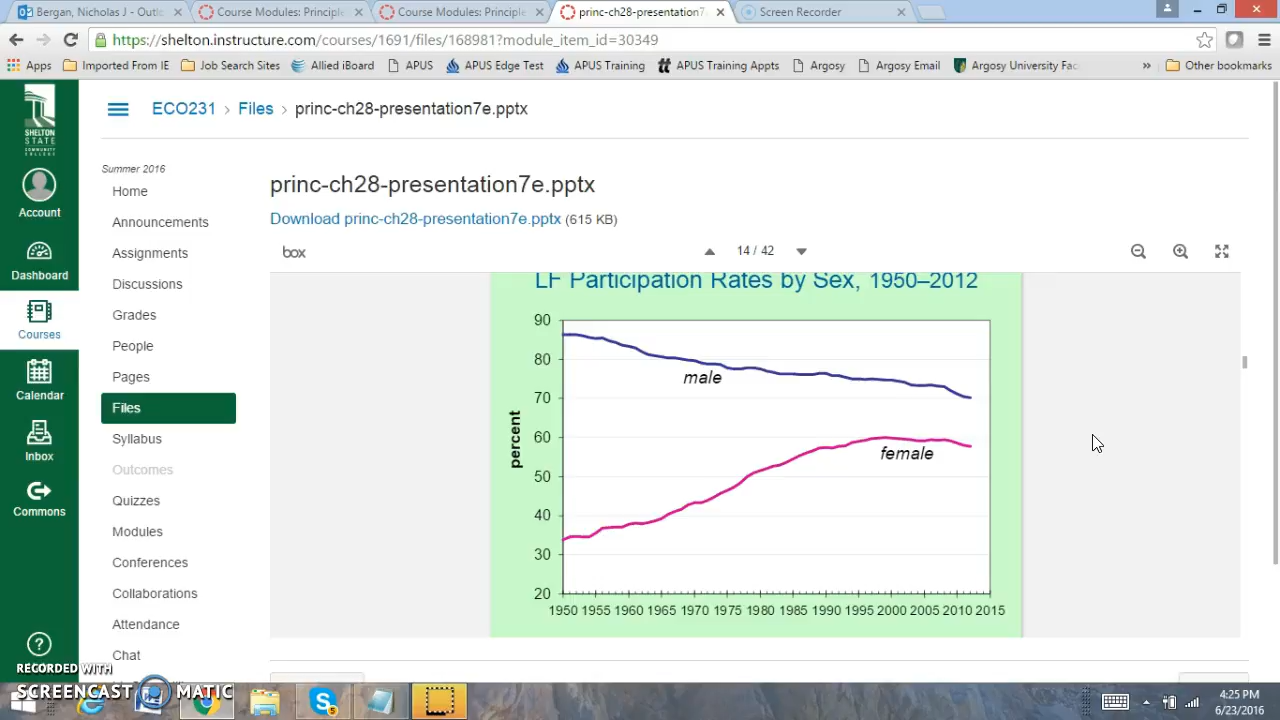 Bergan, Nicholas J - Outlo
Course Modules: Principle
Course Modules: Principle
princ-ch28-presentation7
Screen Recorder
https://shelton.instructure.com/courses/1691/files/168981?module_item_id=30349
Apps
Imported From IE
Job Search Sites
Allied iBoard
APUS
APUS Edge Test
APUS Training
APUS Training Appts
Argosy
Argosy Email
Argosy University Fac
»
Other bookmarks
SHELTON
STATE
COMMUNITY
COLLEGE
Account
Dashboard
Courses
Calendar
Inbox
Commons
ECO231 > Files > princ-ch28-presentation7e.pptx
Summer 2016
Home
Announcements
Assignments
Discussions
Grades
People
Pages
Files
Syllabus
Outcomes
Quizzes
Modules
Conferences
Collaborations
Attendance
Chat
princ-ch28-presentation7e.pptx
Download princ-ch28-presentation7e.pptx (615 KB)
box
14 / 42
LF Participation Rates by Sex, 1950–2012
percent
90
80
70
60
50
40
30
20
male
female
1950 1955 1960 1965 1970 1975 1980 1985 1990 1995 2000 2005 2010 2015
RECORDED WITH
SCREENCAST MATIC
4:25 PM
6/23/2016